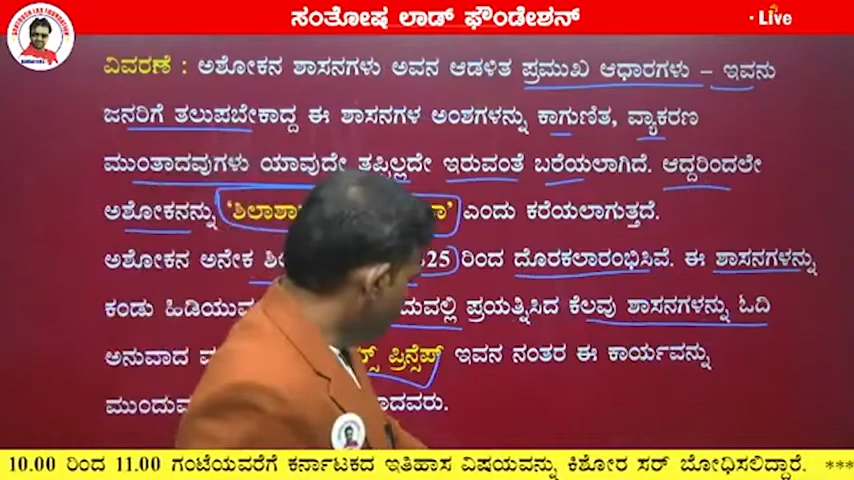 ಸಂತೋಷ ಲಾಡ್ ಫೌಂಡೇಶನ್
Live
SANTHOSH LAD FOUNDATION
ವಿವರಣೆ : ಅಶೋಕನ ಶಾಸನಗಳು ಅವನ ಆಡಳಿತ ಪ್ರಮುಖ ಆಧಾರಗಳು – ಇವನು
ಜನರಿಗೆ ತಲುಪಬೇಕಾದ್ದ ಈ ಶಾಸನಗಳ ಅಂಶಗಳನ್ನು ಕಾಗುಣಿತ, ವ್ಯಾಕರಣ
ಮುಂತಾದವುಗಳು ಯಾವುದೇ ತಪ್ಪಿಲ್ಲದೇ ಇರುವಂತೆ ಬರೆಯಲಾಗಿದೆ. ಆದ್ದರಿಂದಲೇ
ಅಶೋಕನನ್ನು ಎಂದು ಕರೆಯಲಾಗುತ್ತದೆ.
ಅಶೋಕನ ಅನೇಕ ರಿಂದ ದೊರಕಲಾರಂಭಿಸಿವೆ. ಈ ಶಾಸನಗಳನ್ನು
ಕಂಡು ಪ್ರಯತ್ನಿಸಿದ ಕೆಲವು ಶಾಸನಗಳನ್ನು ಓದಿ
ಅನುವಾದ ಪ್ರಿನ್ಸೆಪ್ ಇವನ ನಂತರ ಈ ಕಾರ್ಯವನ್ನು
10.00 ರಿಂದ 11.00 ಗಂಟೆಯವರೆಗೆ ಕರ್ನಾಟಕದ ಇತಿಹಾಸ ವಿಷಯವನ್ನು ಕಿಶೋರ ಸರ್ ಬೋಧಿಸಲಿದ್ದಾರೆ. ***